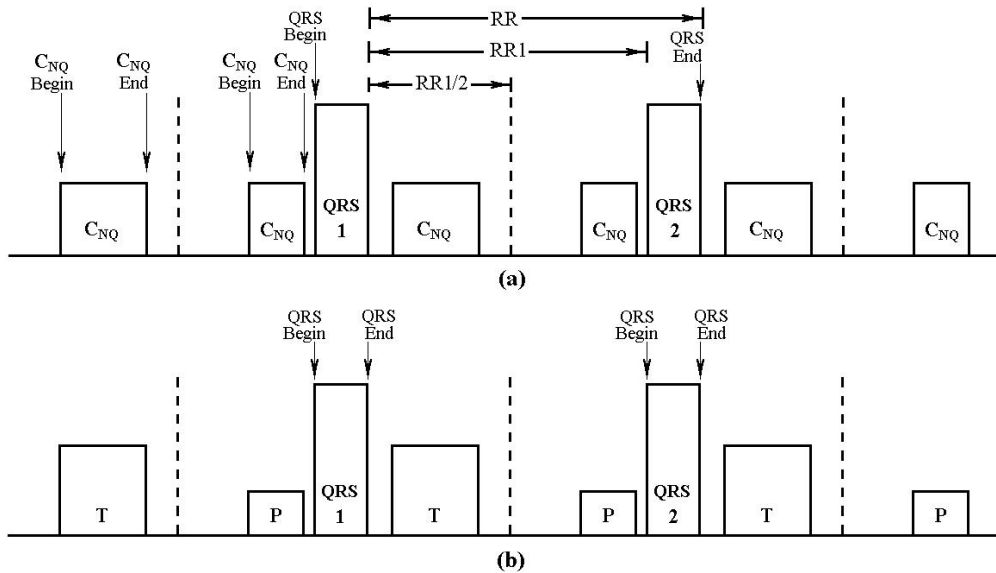 QRS
Begin
RR
RR1
RR1/2
QRS
End
C_NQ
Begin
C_NQ
End
C_NQ
Begin
C_NQ
End
C_NQ
C_NQ
QRS
1
C_NQ
C_NQ
QRS
2
C_NQ
C_NQ
(a)
QRS
Begin
QRS
End
QRS
Begin
QRS
End
T
P
QRS
1
T
P
QRS
2
T
P
(b)